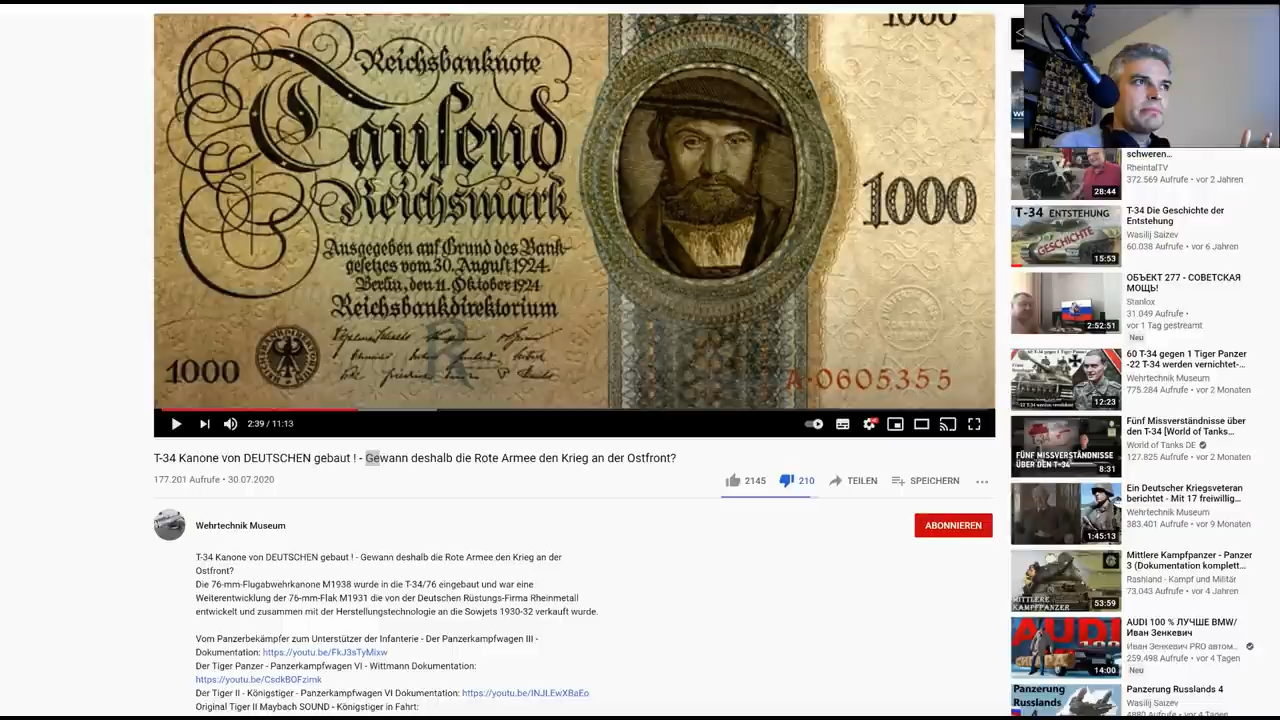 1000
Reichsbanknote
Tausend
Reichsmark
1000
Ausgegeben auf Grund des Bank-
gesetzes vom 30. August 1924.
Berlin, den 11. Oktober 1924
Reichsbankdirektorium
1000
A·0605355
2:39 / 11:13
T-34 Kanone von DEUTSCHEN gebaut ! - Gewann deshalb die Rote Armee den Krieg an der Ostfront?
177.201 Aufrufe • 30.07.2020
2145
210
TEILEN
SPEICHERN
Wehrtechnik Museum
ABONNIEREN
T-34 Kanone von DEUTSCHEN gebaut ! - Gewann deshalb die Rote Armee den Krieg an der
Ostfront?
Die 76-mm-Flugabwehrkanone M1938 wurde in die T-34/76 eingebaut und war eine
Weiterentwicklung der 76-mm-Flak M1931 die von der Deutschen Rüstungs-Firma Rheinmetall
entwickelt und zusammen mit der Herstellungstechnologie an die Sowjets 1930-32 verkauft wurde.
Vom Panzerbekämpfer zum Unterstützer der Infanterie - Der Panzerkampfwagen III -
Dokumentation: https://youtu.be/FkJ3sTyMixw
Der Tiger Panzer - Panzerkampfwagen VI - Wittmann Dokumentation:
https://youtu.be/CsdkBOFzimk
Der Tiger II - Königstiger - Panzerkampfwagen VI Dokumentation: https://youtu.be/INJLEwXBaEo
Original Tiger II Maybach SOUND - Königstiger in Fahrt:
schweren...
RheintalTV
372.569 Aufrufe • vor 2 Jahren
28:44
T-34 ENTSTEHUNG
GESCHICHTE
15:53
T-34 Die Geschichte der
Entstehung
Wasilij Saizev
60.038 Aufrufe • vor 6 Jahren
2:52:51
ОБЪЕКТ 277 - СОВЕТСКАЯ
МОЩЬ!
Stanlox
31.049 Aufrufe •
vor 1 Tag gestreamt
Neu
12:23
60 T-34 gegen 1 Tiger Panzer
-22 T-34 werden vernichtet-...
Wehrtechnik Museum
775.284 Aufrufe • vor 2 Monaten
FÜNF MISSVERSTÄNDNISSE
ÜBER DEN T-34
8:31
Fünf Missverständnisse über
den T-34 [World of Tanks...
World of Tanks DE
127.825 Aufrufe • vor 2 Monaten
1:45:13
Ein Deutscher Kriegsveteran
berichtet - Mit 17 freiwillig...
Wehrtechnik Museum
383.401 Aufrufe • vor 9 Monaten
MITTLERE
KAMPFPANZER
53:59
Mittlere Kampfpanzer - Panzer
3 (Dokumentation komplett...
Rashland - Kampf und Militär
73.043 Aufrufe • vor 4 Jahren
AUDI
14:00
AUDI 100 % ЛУЧШЕ BMW/
Иван Зенкевич
Иван Зенкевич PRO автом...
259.498 Aufrufe • vor 4 Tagen
Neu
Panzerung
Russlands
4
Panzerung Russlands 4
Wasilij Saizev